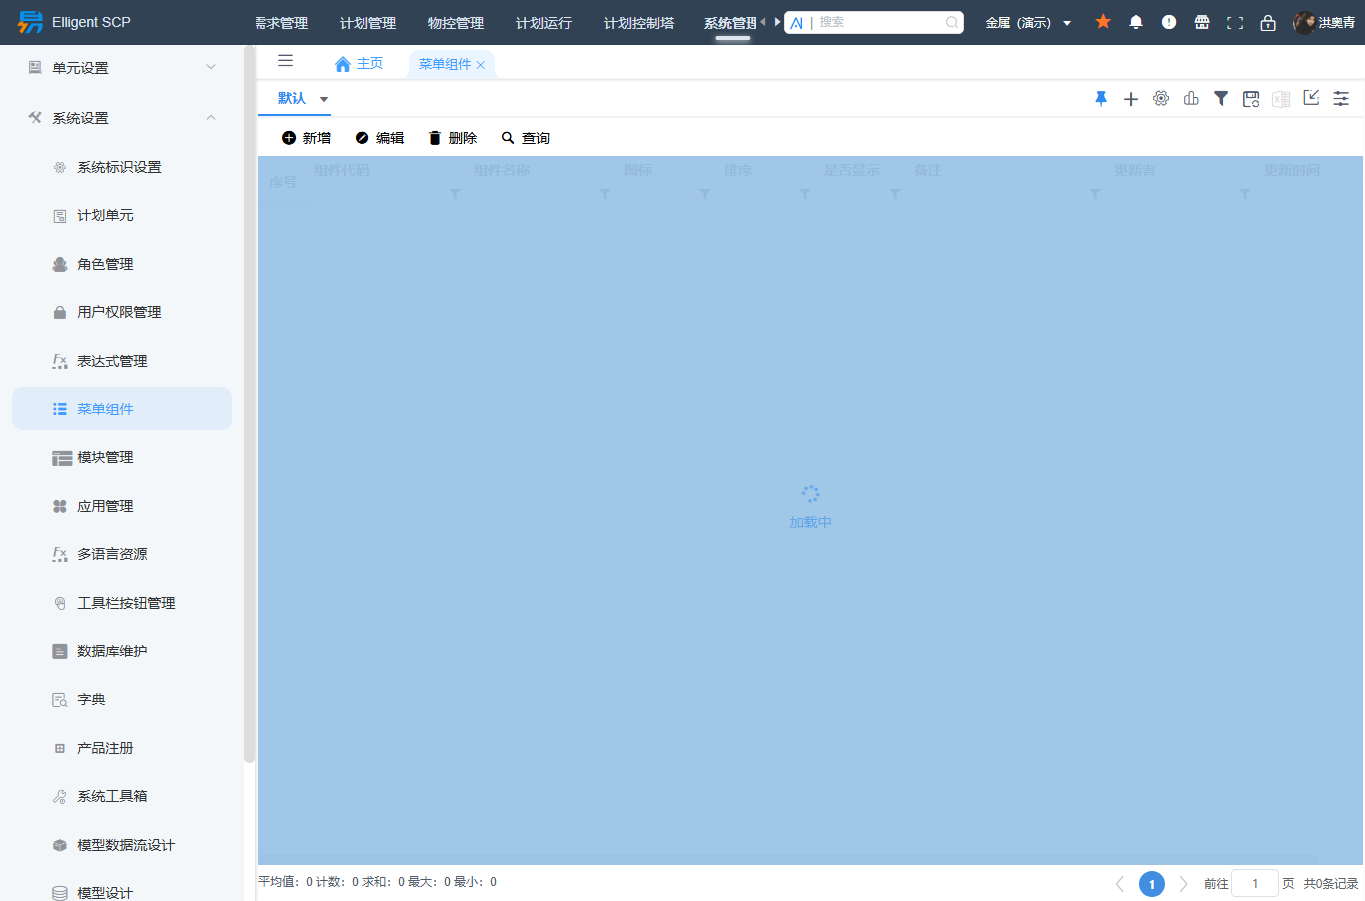 Elligent SCP
需求管理
计划管理
物控管理
计划运行
计划控制塔
系统管理
搜索
金属（演示）
洪奥青
单元设置
系统设置
系统标识设置
计划单元
角色管理
用户权限管理
表达式管理
菜单组件
模块管理
应用管理
多语言资源
工具栏按钮管理
数据库维护
字典
产品注册
系统工具箱
模型数据流设计
模型设计
主页
菜单组件
默认
新增
编辑
删除
查询
序号
组件代码
组件名称
图标
排序
是否显示
备注
更新者
更新时间
加载中
平均值：0 计数：0 求和：0 最大：0 最小：0
1
前往 1 页
共0条记录